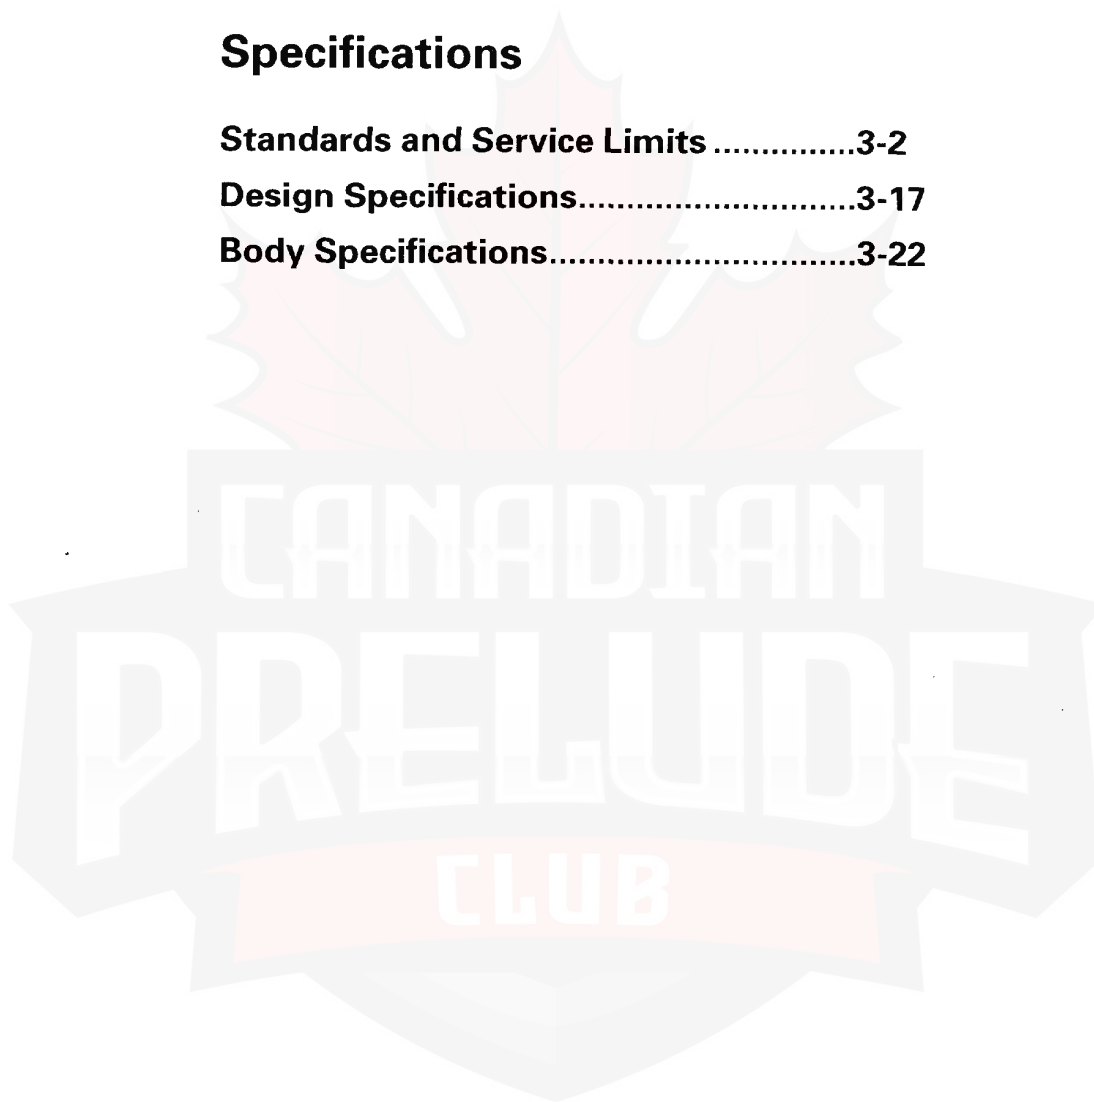 Specifications
Standards and Service Limits ...............3-2
Design Specifications.............................3-17
Body Specifications................................3-22
CANADIAN
PRELUDE
CLUB